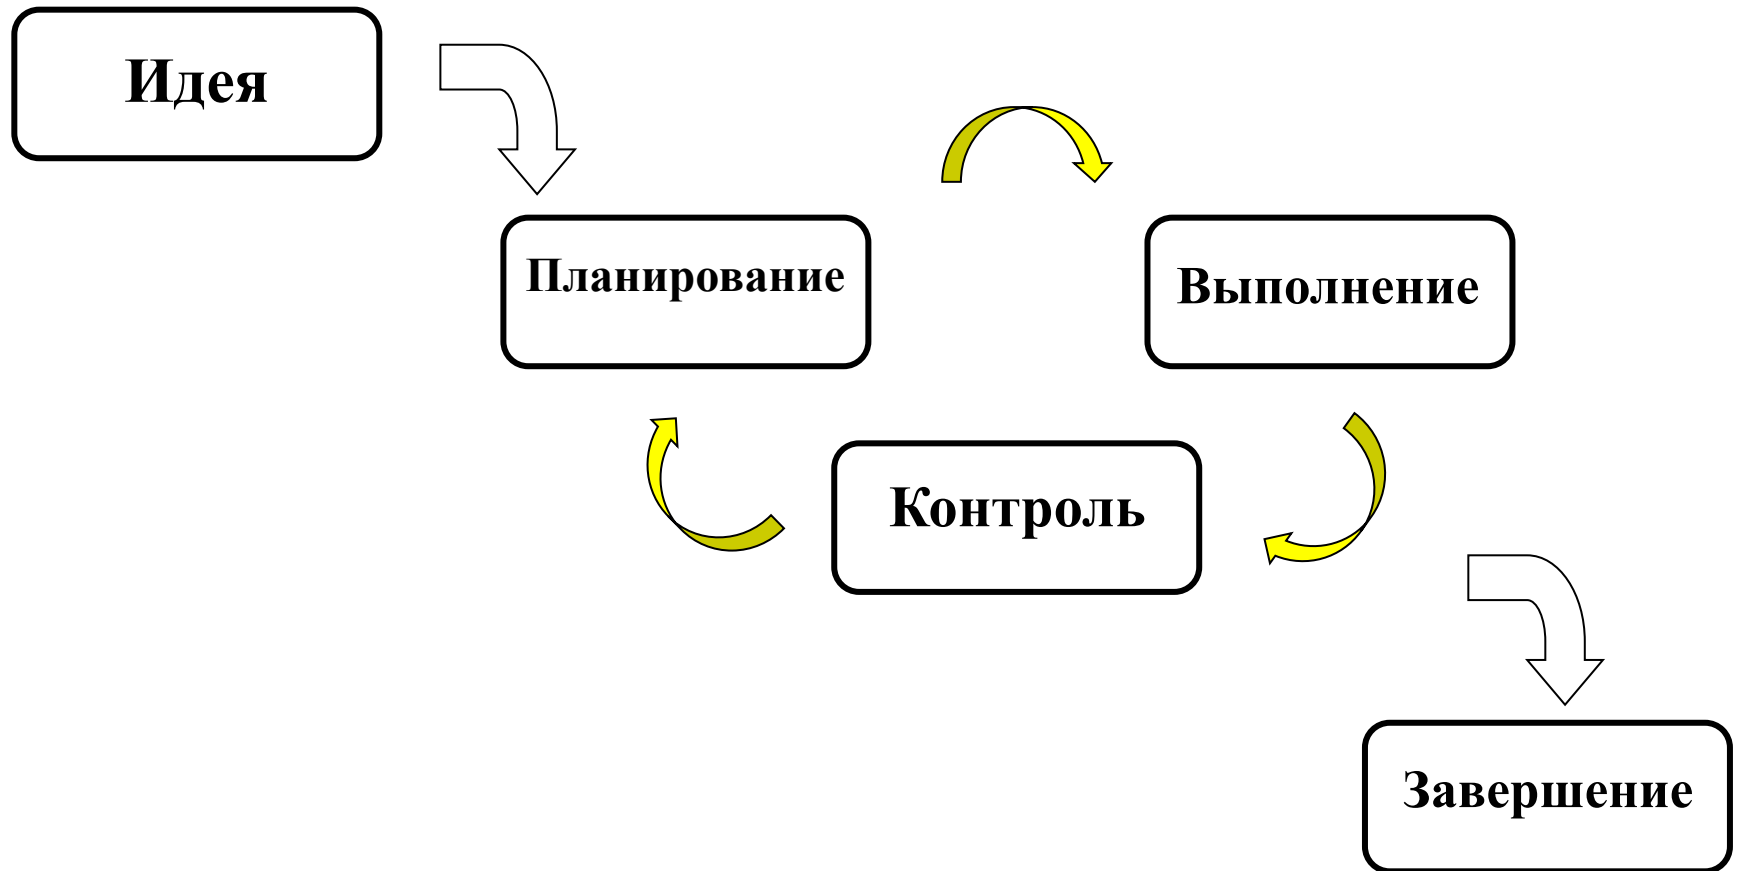 Идея
Планирование
Выполнение
Контроль
Завершение